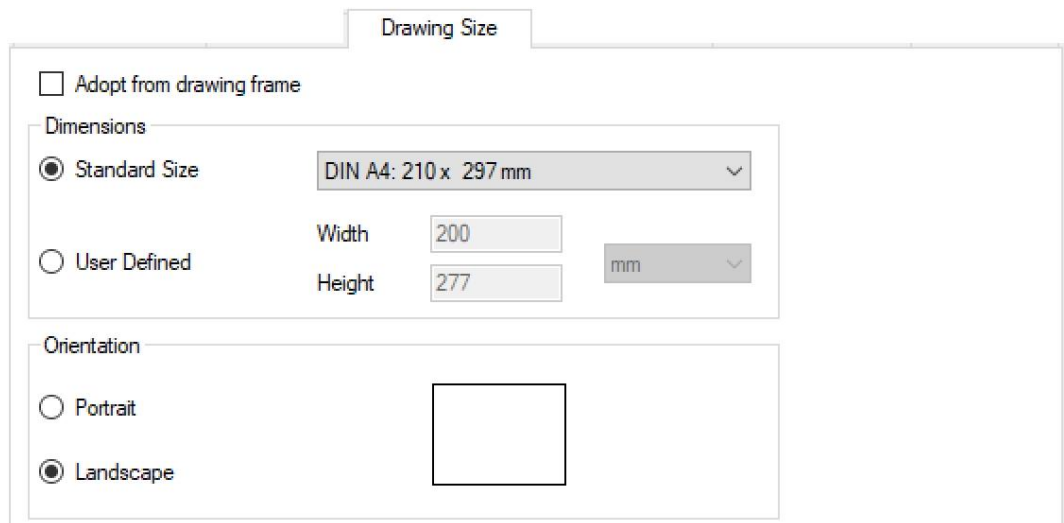 Drawing Size
Adopt from drawing frame
Dimensions
Standard Size DIN A4: 210 x 297 mm
Width 200
User Defined mm
Height 277
Orientation
Portrait
Landscape